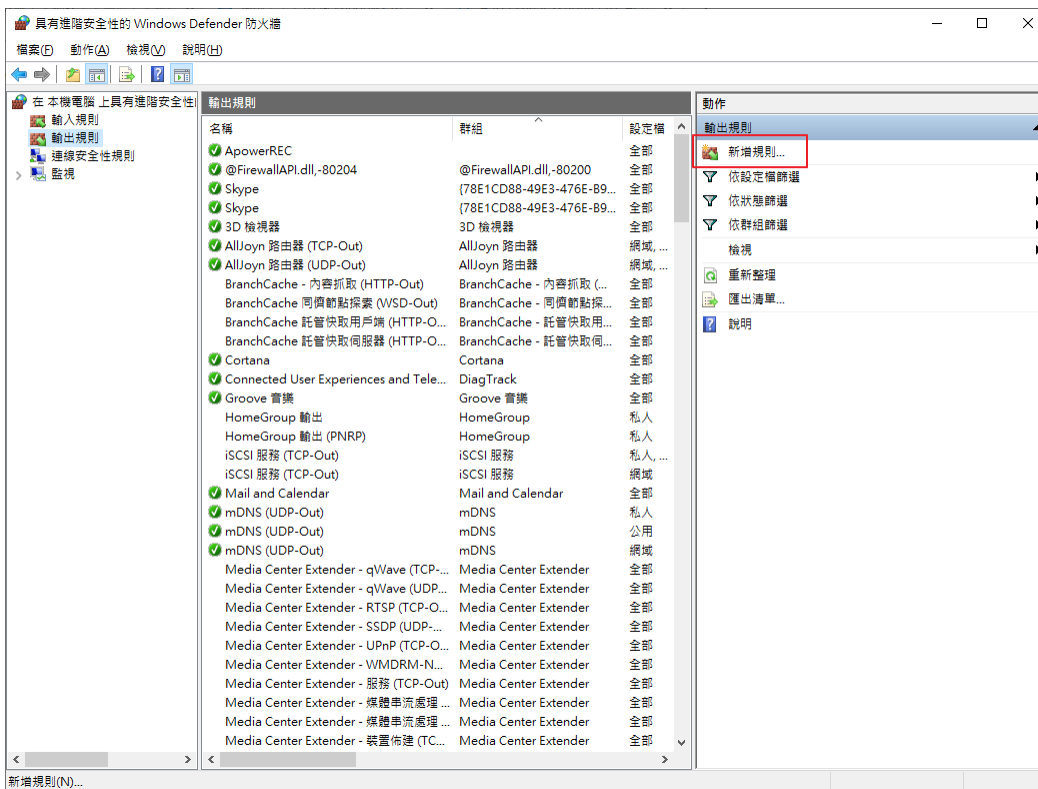 具有進階安全性的 Windows Defender 防火牆
檔案(F) 動作(A) 檢視(V) 說明(H)
在 本機電腦 上具有進階安全性
輸入規則
輸出規則
連線安全性規則
監視
輸出規則
名稱 群組 設定檔
ApowerREC 全部
@FirewallAPI.dll,-80204 @FirewallAPI.dll,-80200 全部
Skype {78E1CD88-49E3-476E-B9... 全部
Skype {78E1CD88-49E3-476E-B9... 全部
3D 檢視器 3D 檢視器 全部
AllJoyn 路由器 (TCP-Out) AllJoyn 路由器 網域, ...
AllJoyn 路由器 (UDP-Out) AllJoyn 路由器 網域, ...
BranchCache - 內容抓取 (HTTP-Out) BranchCache - 內容抓取 (... 全部
BranchCache 同儕節點探索 (WSD-Out) BranchCache - 同儕節點探... 全部
BranchCache 託管快取用戶端 (HTTP-O... BranchCache - 託管快取用... 全部
BranchCache 託管快取伺服器 (HTTP-O... BranchCache - 託管快取伺... 全部
Cortana Cortana 全部
Connected User Experiences and Tele... DiagTrack 全部
Groove 音樂 Groove 音樂 全部
HomeGroup 輸出 HomeGroup 私人
HomeGroup 輸出 (PNRP) HomeGroup 私人
iSCSI 服務 (TCP-Out) iSCSI 服務 私人, ...
iSCSI 服務 (TCP-Out) iSCSI 服務 網域
Mail and Calendar Mail and Calendar 全部
mDNS (UDP-Out) mDNS 私人
mDNS (UDP-Out) mDNS 公用
mDNS (UDP-Out) mDNS 網域
Media Center Extender - qWave (TCP-... Media Center Extender 全部
Media Center Extender - qWave (UDP... Media Center Extender 全部
Media Center Extender - RTSP (TCP-O... Media Center Extender 全部
Media Center Extender - SSDP (UDP-... Media Center Extender 全部
Media Center Extender - UPnP (TCP-O... Media Center Extender 全部
Media Center Extender - WMDRM-N... Media Center Extender 全部
Media Center Extender - 服務 (TCP-Out) Media Center Extender 全部
Media Center Extender - 媒體串流處理 ... Media Center Extender 全部
Media Center Extender - 媒體串流處理 ... Media Center Extender 全部
Media Center Extender - 裝置佈建 (TC... Media Center Extender 全部
動作
輸出規則
新增規則...
依設定檔篩選
依狀態篩選
依群組篩選
檢視
重新整理
匯出清單...
說明
新增規則(N)...